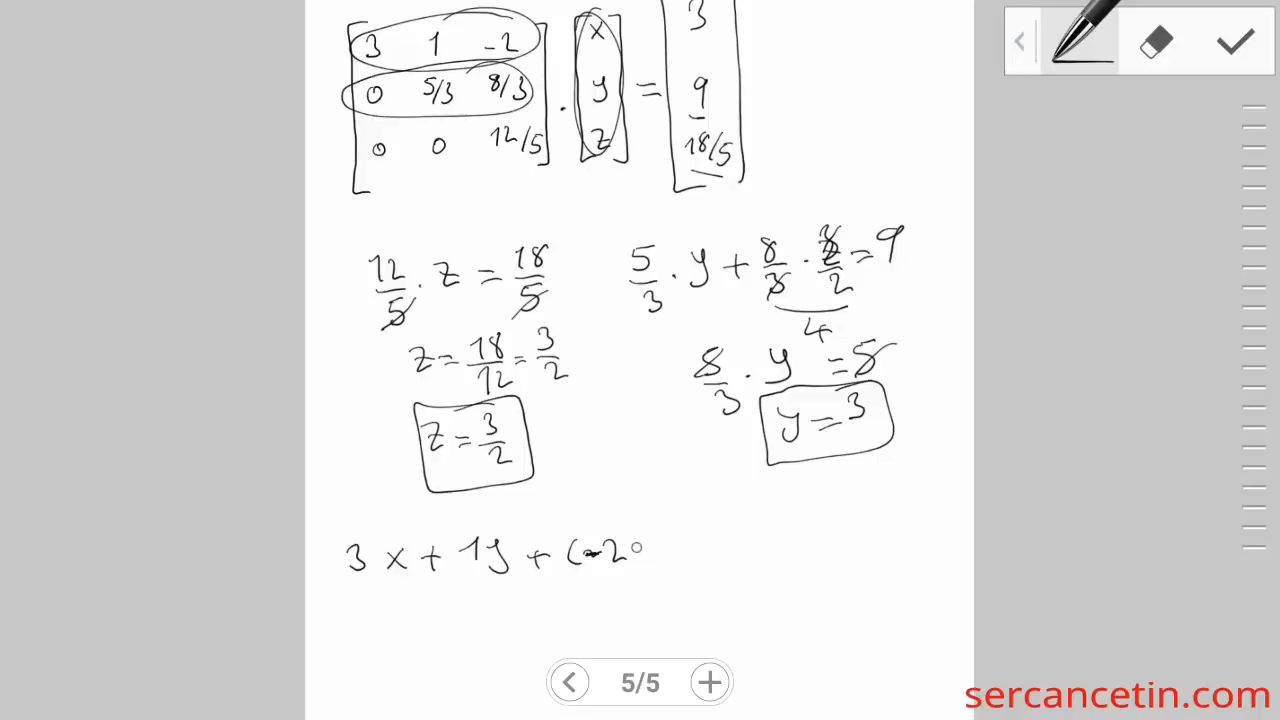 3 1 -2 x 3
0 5/3 8/3 . y = 9
0 0 12/5 z 18/5
12/5 . z = 18/5
5/3 . y + 8/3 . 3/2 = 9
4
z = 18/12 = 3/2
5/3 . y = 5
z = 3/2
y = 3
3x + 1y + (-2
5/5
sercancetin.com